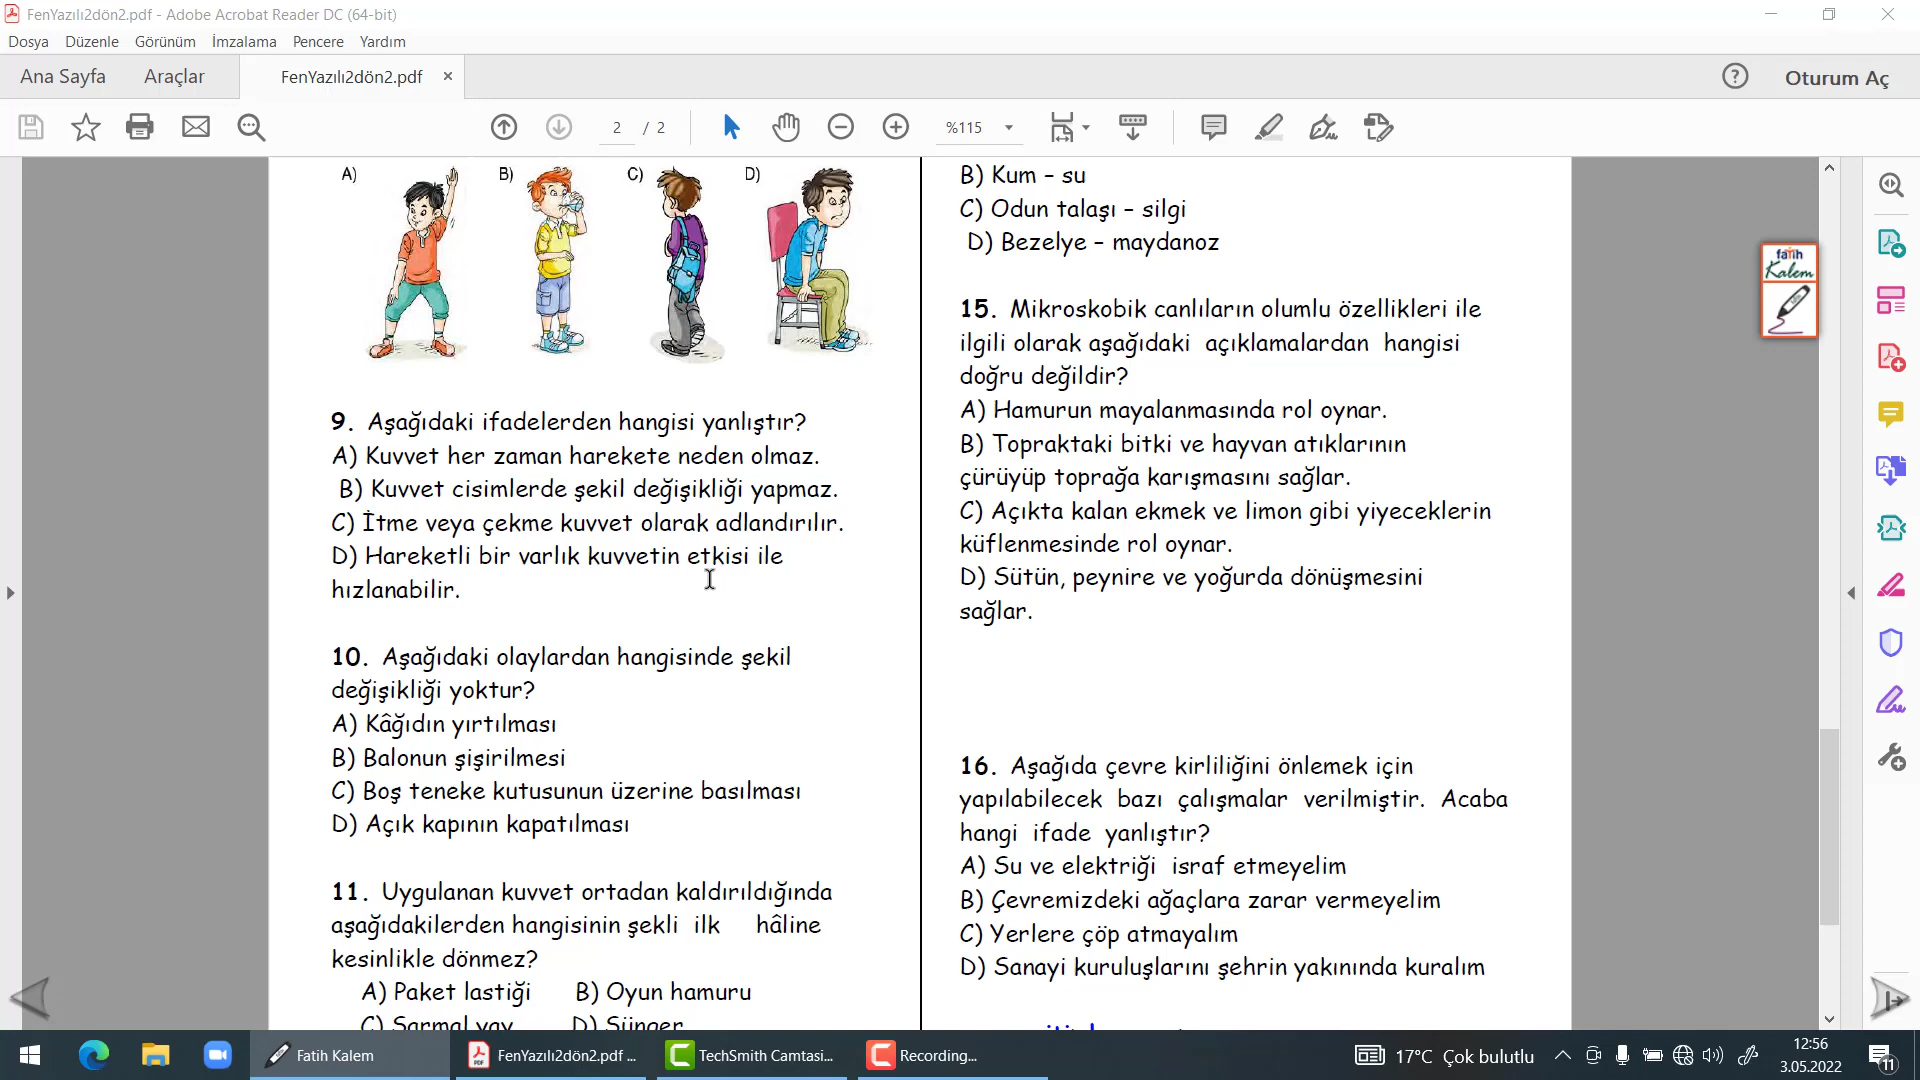 FenYazılı2dön2.pdf - Adobe Acrobat Reader DC (64-bit)
Dosya Düzenle Görünüm İmzalama Pencere Yardım
Ana Sayfa Araçlar FenYazılı2dön2.pdf × Oturum Aç
2 / 2 %115
A) B) C) D)
9. Aşağıdaki ifadelerden hangisi yanlıştır?
A) Kuvvet her zaman harekete neden olmaz.
B) Kuvvet cisimlerde şekil değişikliği yapmaz.
C) İtme veya çekme kuvvet olarak adlandırılır.
D) Hareketli bir varlık kuvvetin etkisi ile
hızlanabilir.
10. Aşağıdaki olaylardan hangisinde şekil
değişikliği yoktur?
A) Kâğıdın yırtılması
B) Balonun şişirilmesi
C) Boş teneke kutusunun üzerine basılması
D) Açık kapının kapatılması
11. Uygulanan kuvvet ortadan kaldırıldığında
aşağıdakilerden hangisinin şekli ilk hâline
kesinlikle dönmez?
A) Paket lastiği B) Oyun hamuru
C) Sarmal yay D) Sünger
B) Kum – su
C) Odun talaşı – silgi
D) Bezelye – maydanoz
15. Mikroskobik canlıların olumlu özellikleri ile
ilgili olarak aşağıdaki açıklamalardan hangisi
doğru değildir?
A) Hamurun mayalanmasında rol oynar.
B) Topraktaki bitki ve hayvan atıklarının
çürüyüp toprağa karışmasını sağlar.
C) Açıkta kalan ekmek ve limon gibi yiyeceklerin
küflenmesinde rol oynar.
D) Sütün, peynire ve yoğurda dönüşmesini
sağlar.
16. Aşağıda çevre kirliliğini önlemek için
yapılabilecek bazı çalışmalar verilmiştir. Acaba
hangi ifade yanlıştır?
A) Su ve elektriği israf etmeyelim
B) Çevremizdeki ağaçlara zarar vermeyelim
C) Yerlere çöp atmayalım
D) Sanayi kuruluşlarını şehrin yakınında kuralım
fatih
Kalem
Fatih Kalem FenYazılı2dön2.pdf ... TechSmith Camtasi... Recording...
17°C Çok bulutlu
12:56
3.05.2022
11